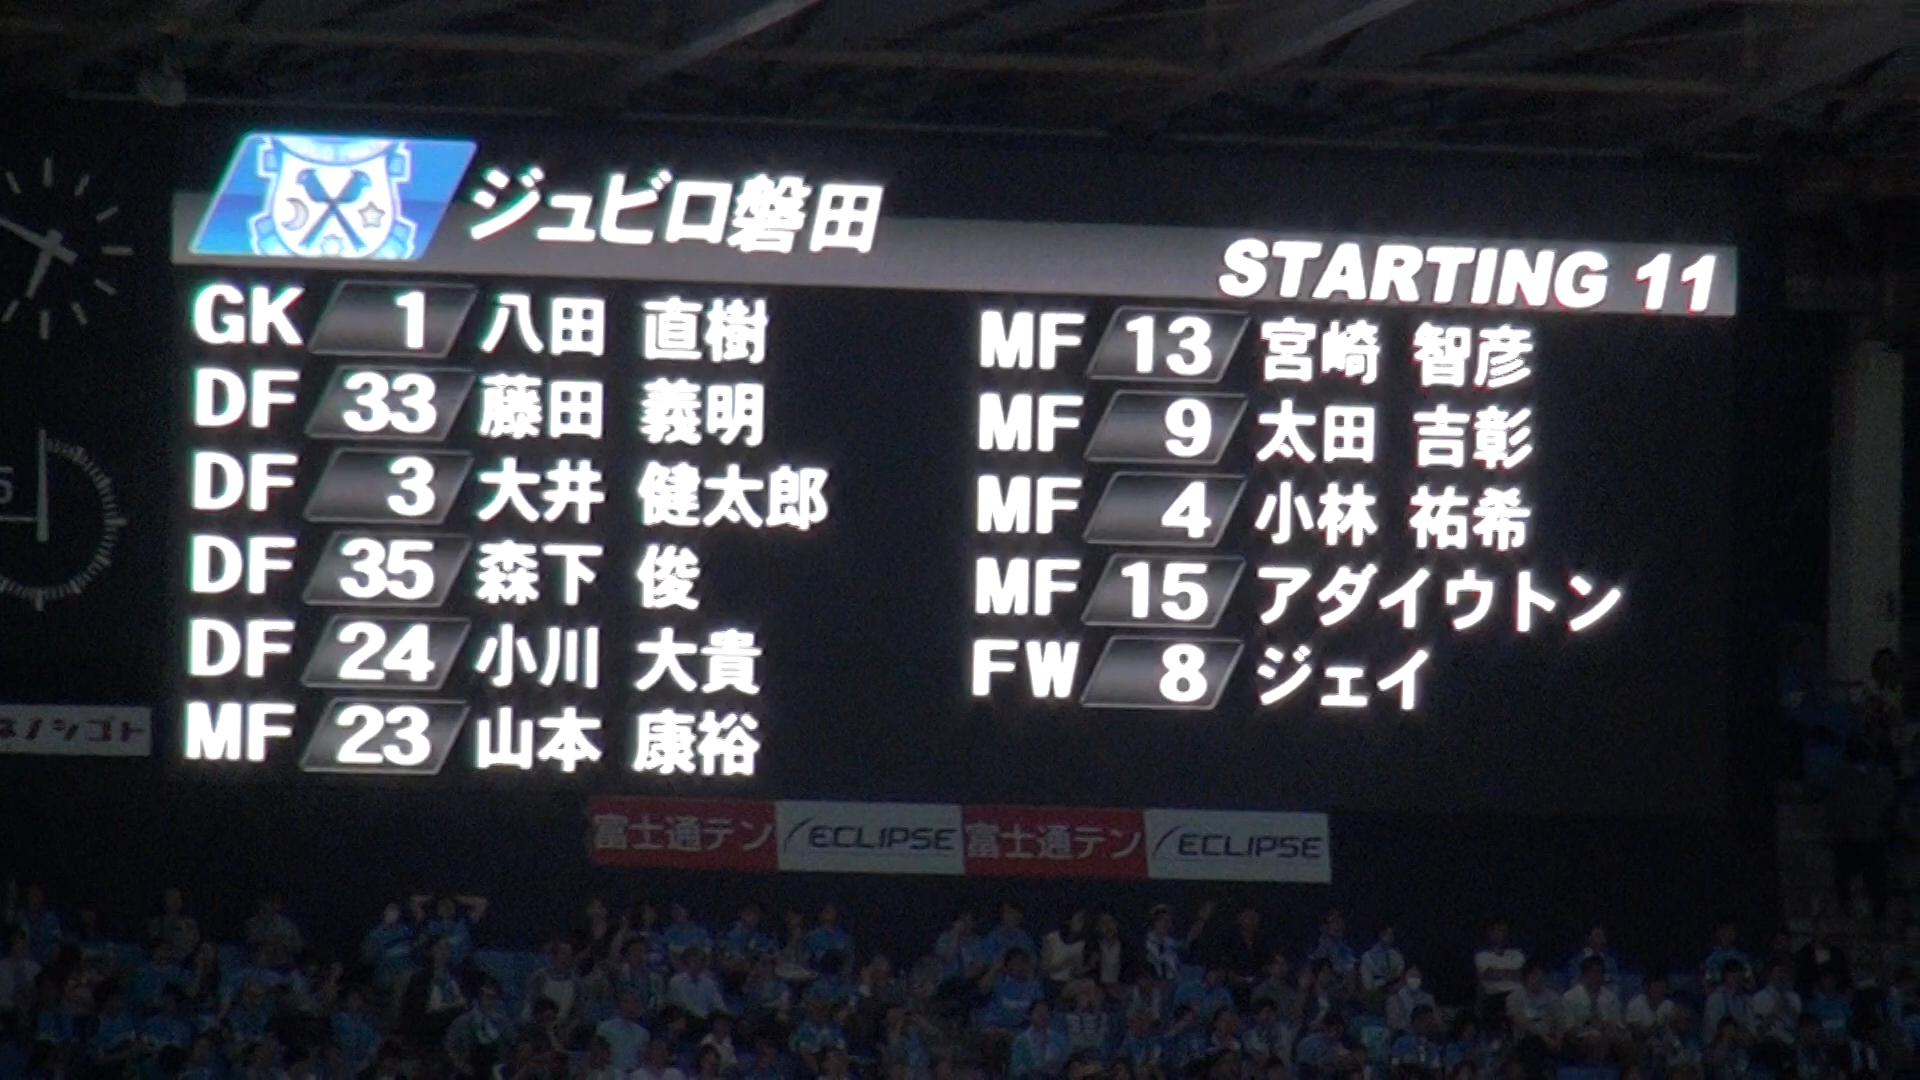 ジュビロ磐田
STARTING 11
GK 1 八田 直樹
DF 33 藤田 義明
DF 3 大井 健太郎
DF 35 森下 俊
DF 24 小川 大貴
MF 23 山本 康裕
MF 13 宮崎 智彦
MF 9 太田 吉彰
MF 4 小林 祐希
MF 15 アダイウトン
FW 8 ジェイ
シゴト
富士通テン ECLIPSE 富士通テン ECLIPSE